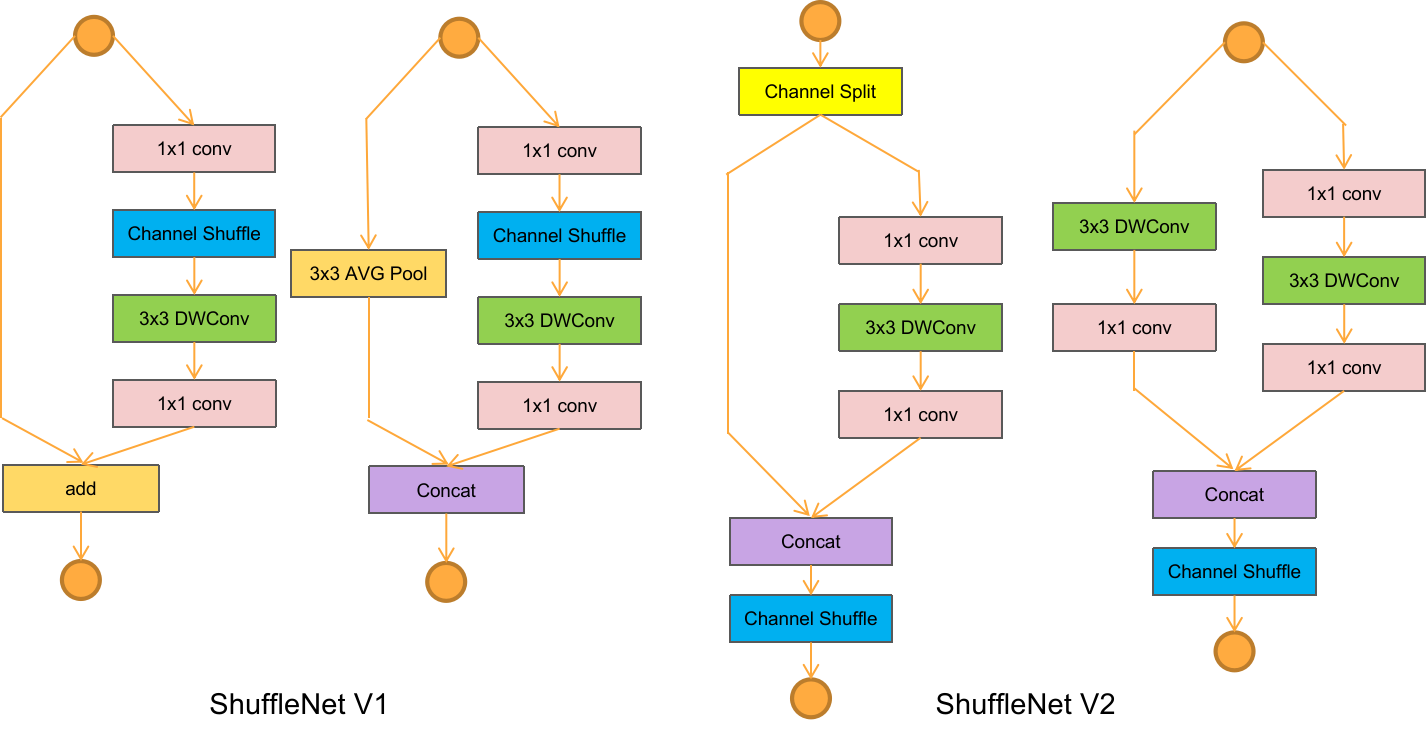 1x1 conv
Channel Shuffle
3x3 DWConv
1x1 conv
add
3x3 AVG Pool
1x1 conv
Channel Shuffle
3x3 DWConv
1x1 conv
Concat
ShuffleNet V1
Channel Split
1x1 conv
3x3 DWConv
1x1 conv
Concat
Channel Shuffle
3x3 DWConv
1x1 conv
1x1 conv
3x3 DWConv
1x1 conv
Concat
Channel Shuffle
ShuffleNet V2